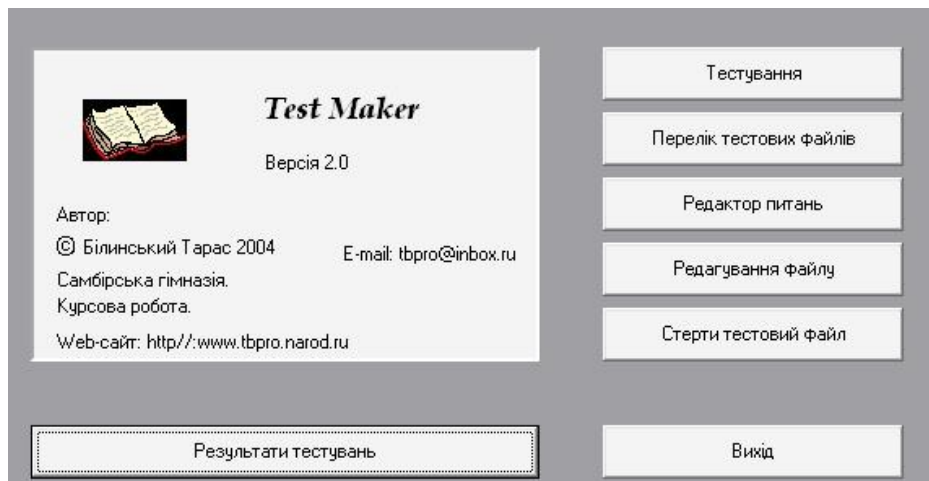 Test Maker
Версія 2.0
Автор:
© Білинський Тарас 2004
E-mail: tbpro@inbox.ru
Самбірська гімназія.
Курсова робота.
Web-сайт: http//:www.tbpro.narod.ru
Тестування
Перелік тестових файлів
Редактор питань
Редагування файлу
Стерти тестовий файл
Результати тестувань
Вихід